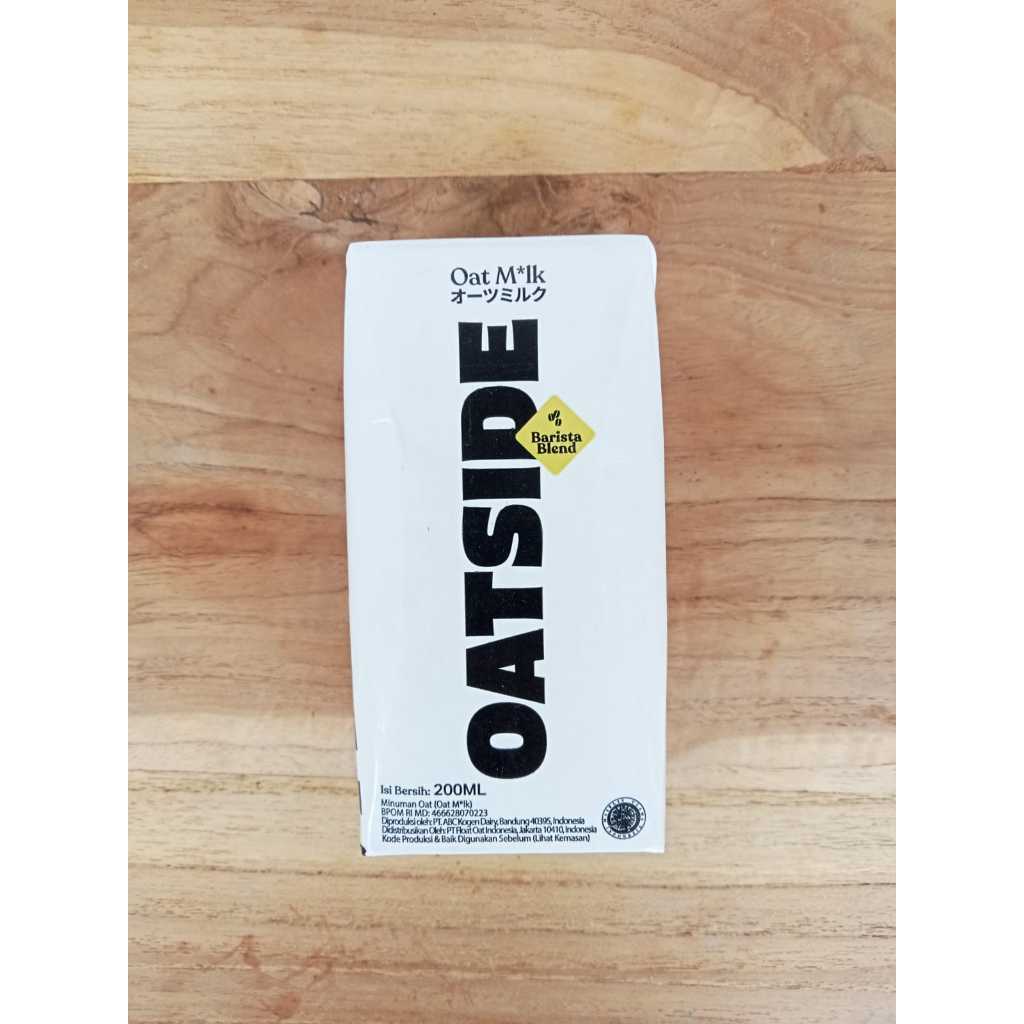 Oat M*lk
オーツミルク
OATSIDE
Barista
Blend
Isi Bersih: 200ML
Minuman Oat (Oat M*lk)
BPOM RI MD: 466628070223
Diproduksi oleh: PT. ABC Kogen Dairy, Bandung 40395, Indonesia
Didistribusikan Oleh: PT Float Oat Indonesia, Jakarta 10410, Indonesia
Kode Produksi & Baik Digunakan Sebelum (Lihat Kemasan)